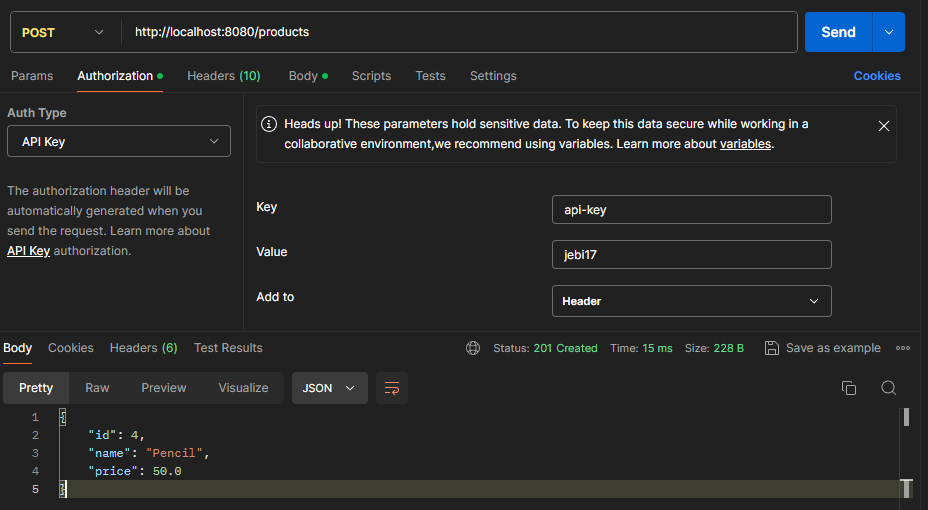 POST http://localhost:8080/products Send
Params Authorization Headers (10) Body Scripts Tests Settings Cookies
Auth Type
API Key
The authorization header will be
automatically generated when you
send the request. Learn more about
API Key authorization.
Heads up! These parameters hold sensitive data. To keep this data secure while working in a
collaborative environment,we recommend using variables. Learn more about variables.
Key api-key
Value jebi17
Add to Header
Body Cookies Headers (6) Test Results Status: 201 Created Time: 15 ms Size: 228 B Save as example
Pretty Raw Preview Visualize JSON
1 {
2 "id": 4,
3 "name": "Pencil",
4 "price": 50.0
5 }